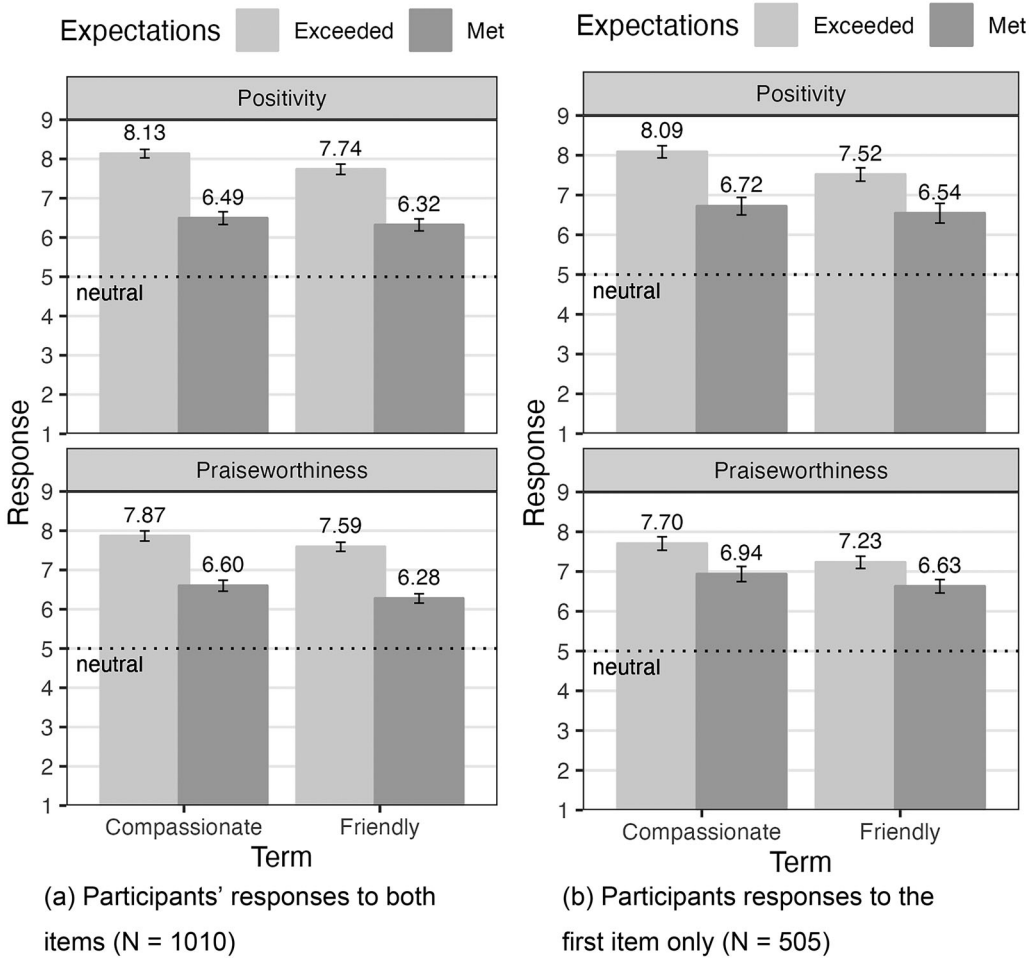 Expectations Exceeded Met
Positivity
9
8
7
6
5
4
3
2
1
8.13
6.49
7.74
6.32
neutral
Response
Praiseworthiness
9
8
7
6
5
4
3
2
1
7.87
6.60
7.59
6.28
neutral
Compassionate Friendly
Term
(a) Participants’ responses to both
items (N = 1010)
Expectations Exceeded Met
Positivity
9
8
7
6
5
4
3
2
1
8.09
6.72
7.52
6.54
neutral
Response
Praiseworthiness
9
8
7
6
5
4
3
2
1
7.70
6.94
7.23
6.63
neutral
Compassionate Friendly
Term
(b) Participants responses to the
first item only (N = 505)